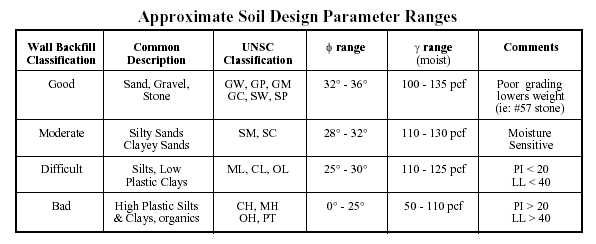 Approximate Soil Design Parameter Ranges
Wall Backfill Classification | Common Description | UNSC Classification | ϕ range | γ range (moist) | Comments
Good | Sand, Gravel, Stone | GW, GP, GM GC, SW, SP | 32° - 36° | 100 - 135 pcf | Poor grading lowers weight (ie: #57 stone)
Moderate | Silty Sands Clayey Sands | SM, SC | 28° - 32° | 110 - 130 pcf | Moisture Sensitive
Difficult | Silts, Low Plastic Clays | ML, CL, OL | 25° - 30° | 110 - 125 pcf | PI < 20 LL < 40
Bad | High Plastic Silts & Clays, organics | CH, MH OH, PT | 0° - 25° | 50 - 110 pcf | PI > 20 LL > 40